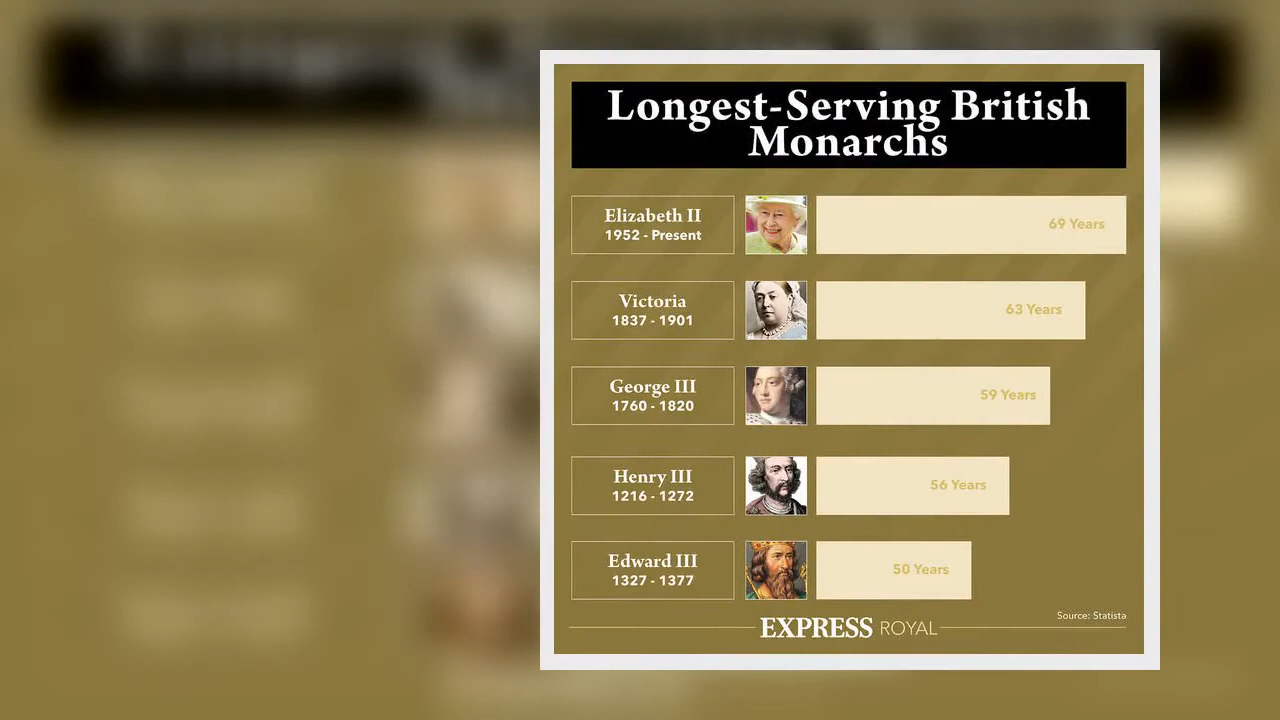 Longest-Serving British
Monarchs
Elizabeth II
1952 - Present
69 Years
Victoria
1837 - 1901
63 Years
George III
1760 - 1820
59 Years
Henry III
1216 - 1272
56 Years
Edward III
1327 - 1377
50 Years
Source: Statista
EXPRESS ROYAL